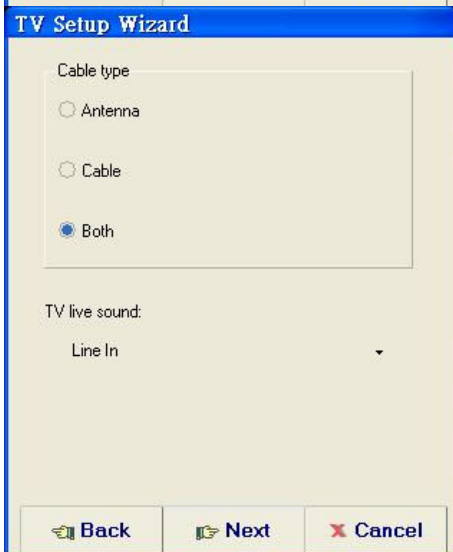 TV Setup Wizard
Cable type
Antenna
Cable
Both
TV live sound:
Line In
Back Next Cancel